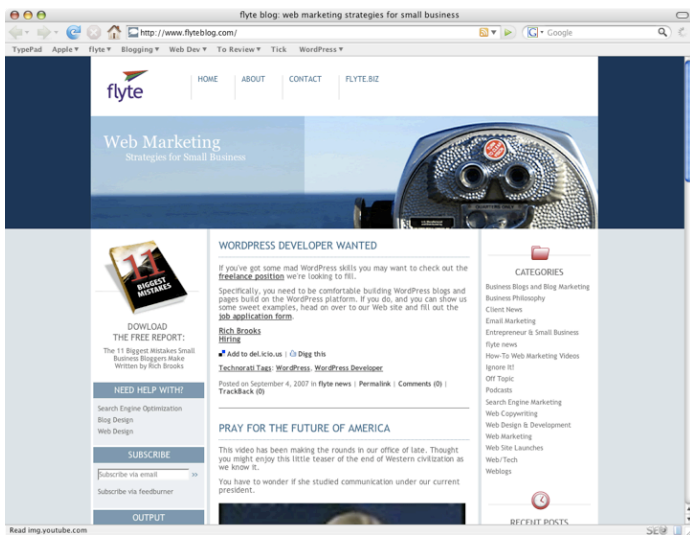 flyte blog: web marketing strategies for small business
http://www.flyteblog.com/
Google
TypePad Apple flyte Blogging Web Dev To Review Tick WordPress
flyte
HOME ABOUT CONTACT FLYTE.BIZ
Web Marketing
Strategies for Small Business
11
BIGGEST
MISTAKES
DOWLOAD
THE FREE REPORT:
The 11 Biggest Mistakes Small
Business Bloggers Make
Written by Rich Brooks
NEED HELP WITH?
Search Engine Optimization
Blog Design
Web Design
SUBSCRIBE
Subscribe via email »
Subscribe via feedburner
OUTPUT
WORDPRESS DEVELOPER WANTED
If you've got some mad WordPress skills you may want to check out the
freelance position we're looking to fill.
Specifically, you need to be comfortable building WordPress blogs and
pages build on the WordPress platform. If you do, and you can show us
some sweet examples, head on over to our Web site and fill out the
job application form.
Rich Brooks
Hiring
Add to del.icio.us | Digg this
Technorati Tags: WordPress, WordPress Developer
Posted on September 4, 2007 in flyte news | Permalink | Comments (0) |
TrackBack (0)
PRAY FOR THE FUTURE OF AMERICA
This video has been making the rounds in our office of late. Thought
you might enjoy this little teaser of the end of Western civilization as
we know it.
You have to wonder if she studied communication under our current
president.
CATEGORIES
Business Blogs and Blog Marketing
Business Philosophy
Client News
Email Marketing
Entrepreneur & Small Business
flyte news
How-To Web Marketing Videos
Ignore It!
Off Topic
Podcasts
Search Engine Marketing
Web Copywriting
Web Design & Development
Web Marketing
Web Site Launches
Web/Tech
Weblogs
RECENT POSTS
Read img.youtube.com